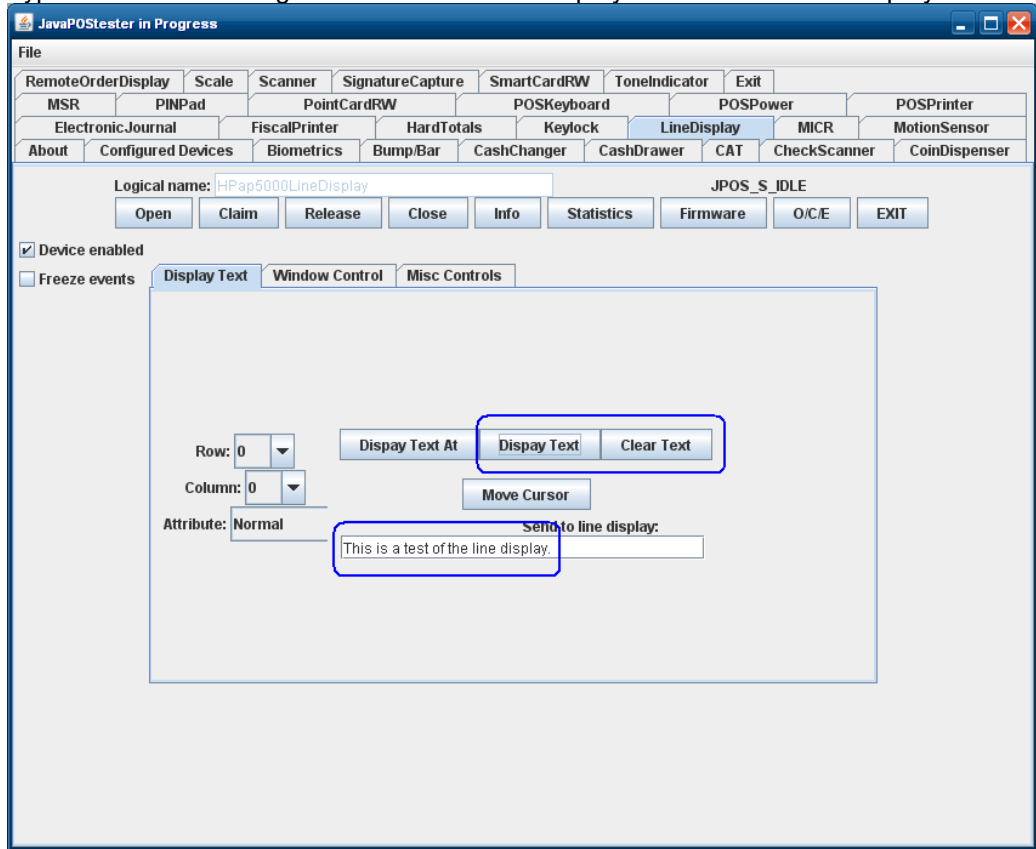 JavaPOStester in Progress
File
RemoteOrderDisplay Scale Scanner SignatureCapture SmartCardRW ToneIndicator Exit
MSR PINPad PointCardRW POSKeyboard POSPower POSPrinter
ElectronicJournal FiscalPrinter HardTotals Keylock LineDisplay MICR MotionSensor
About Configured Devices Biometrics Bump/Bar CashChanger CashDrawer CAT CheckScanner CoinDispenser
Logical name: HPap5000LineDisplay JPOS_S_IDLE
Open Claim Release Close Info Statistics Firmware O/C/E EXIT
Device enabled
Freeze events Display Text Window Control Misc Controls
Row: 0 Dispay Text At Dispay Text Clear Text
Column: 0 Move Cursor
Attribute: Normal Send to line display:
This is a test of the line display.